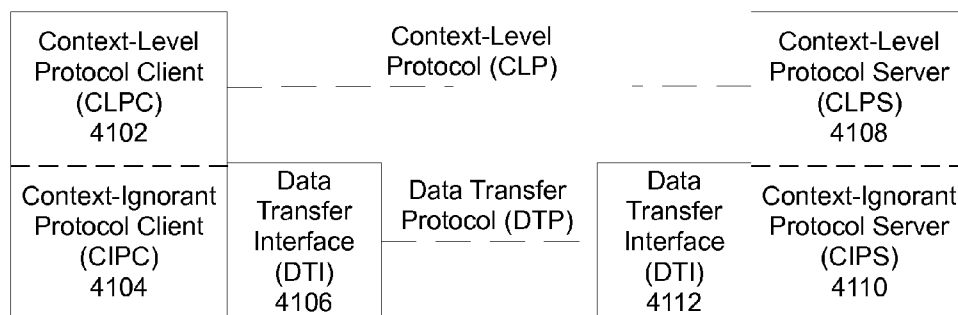 Context-Level
Protocol Client
(CLPC)
4102
Context-Level
Protocol (CLP)
Context-Level
Protocol Server
(CLPS)
4108
Context-Ignorant
Protocol Client
(CIPC)
4104
Data
Transfer
Interface
(DTI)
4106
Data Transfer
Protocol (DTP)
Data
Transfer
Interface
(DTI)
4112
Context-Ignorant
Protocol Server
(CIPS)
4110